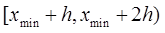 [x_min + h, x_min + 2h)